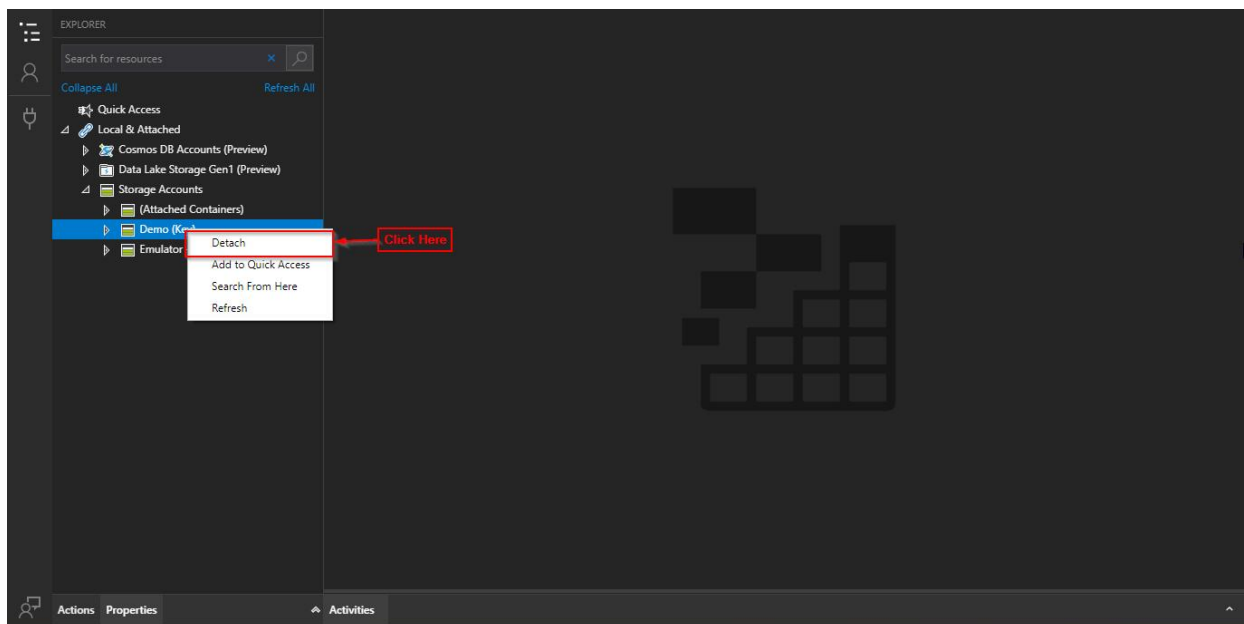 EXPLORER
Search for resources
Collapse All Refresh All
Quick Access
Local & Attached
Cosmos DB Accounts (Preview)
Data Lake Storage Gen1 (Preview)
Storage Accounts
(Attached Containers)
Demo (Key)
Detach
Click Here
Emulator
Add to Quick Access
Search From Here
Refresh
Actions Properties Activities